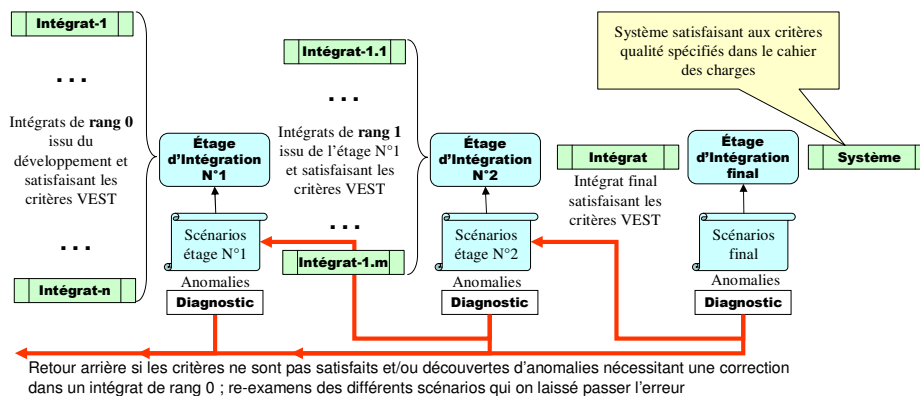 Intégrat-1
...
Intégrats de rang 0
issu du
développement et
satisfaisant les
critères VEST
...
Intégrat-n
Étage
d'Intégration
N°1
Scénarios
étage N°1
Anomalies
Diagnostic
Intégrat-1.1
...
Intégrats de rang 1
issu de l'étage N°1
et satisfaisant les
critères VEST
...
Intégrat-1.m
Étage
d'Intégration
N°2
Scénarios
étage N°2
Anomalies
Diagnostic
Intégrat
Intégrat final
satisfaisant les
critères VEST
Étage
d'Intégration
final
Scénarios
final
Anomalies
Diagnostic
Système satisfaisant aux critères
qualité spécifiés dans le cahier
des charges
Système
Retour arrière si les critères ne sont pas satisfaits et/ou découvertes d'anomalies nécessitant une correction
dans un intégrat de rang 0 ; re-examens des différents scénarios qui on laissé passer l'erreur